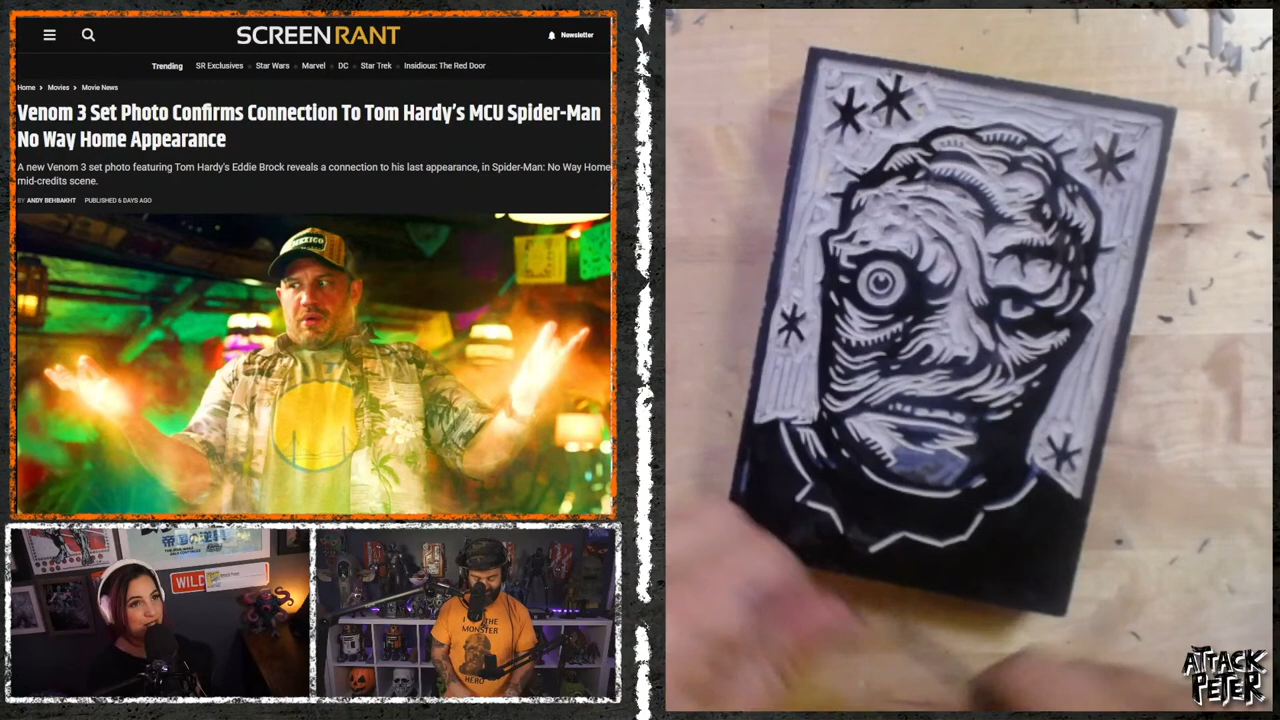 SCREENRANT
Newsletter
Trending SR Exclusives Star Wars Marvel DC Star Trek Insidious: The Red Door
Home > Movies > Movie News
Venom 3 Set Photo Confirms Connection To Tom Hardy's MCU Spider-Man
No Way Home Appearance
A new Venom 3 set photo featuring Tom Hardy's Eddie Brock reveals a connection to his last appearance, in Spider-Man: No Way Home
mid-credits scene.
BY ANDY BEHBAKHT PUBLISHED 6 DAYS AGO
MEXICO
WILD
THE
MONSTER
HERO
ATTACK
PETER